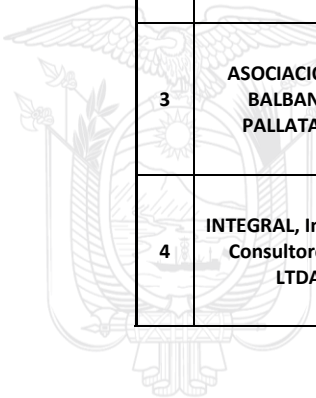 3
ASOCIACIO
BALBAN
PALLATA
4
INTEGRAL, In
Consultore
LTDA